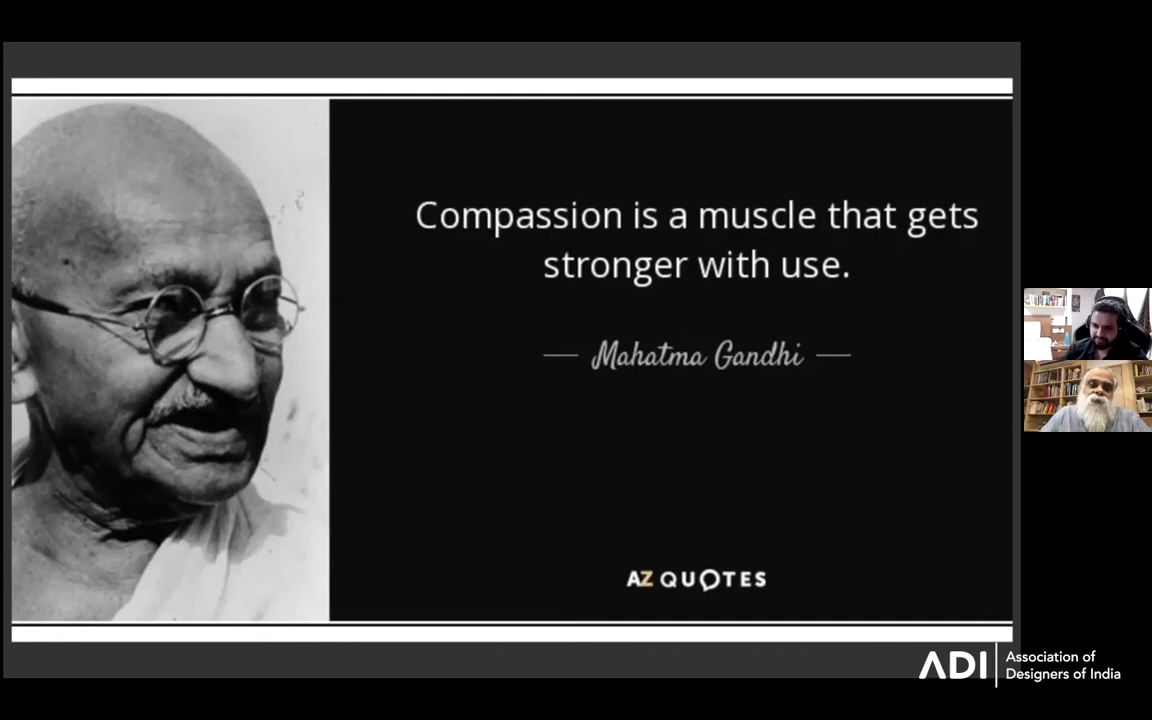 Compassion is a muscle that gets
stronger with use.
Mahatma Gandhi
AZ QUOTES
ADI
Association of
Designers of India